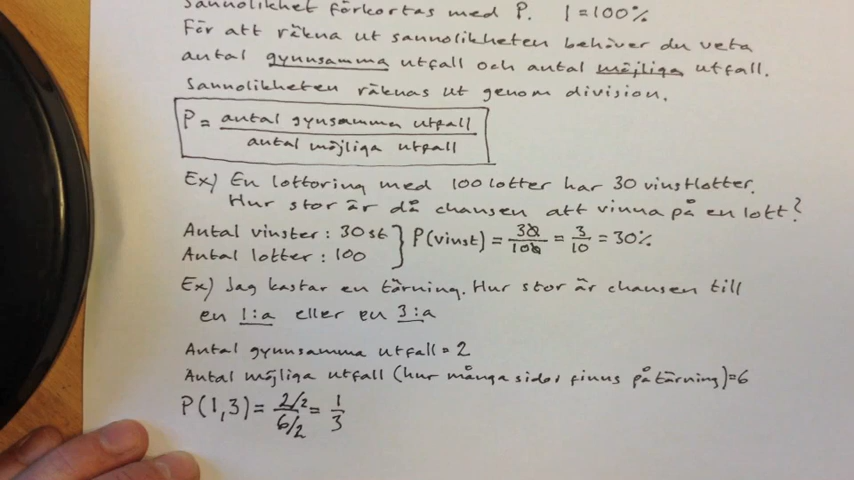 Sannolikhet förkortas med P. 1=100%
För att räkna ut sannolikheten behöver du veta
antal gynnsamma utfall och antal möjliga utfall.
Sannolikheten räknas ut genom division.
P = antal gynsamma utfall / antal möjliga utfall
Ex) En lottoring med 100 lotter har 30 vinstlotter.
Hur stor är då chansen att vinna på en lott?
Antal vinster: 30 st } P(vinst) = 30/100 = 3/10 = 30%
Antal lotter: 100
Ex) Jag kastar en tärning. Hur stor är chansen till
en 1:a eller en 3:a
Antal gynnsamma utfall = 2
Antal möjliga utfall (hur många sidor finns på tärning)=6
P(1,3) = 2/2 / 6/2 = 1/3